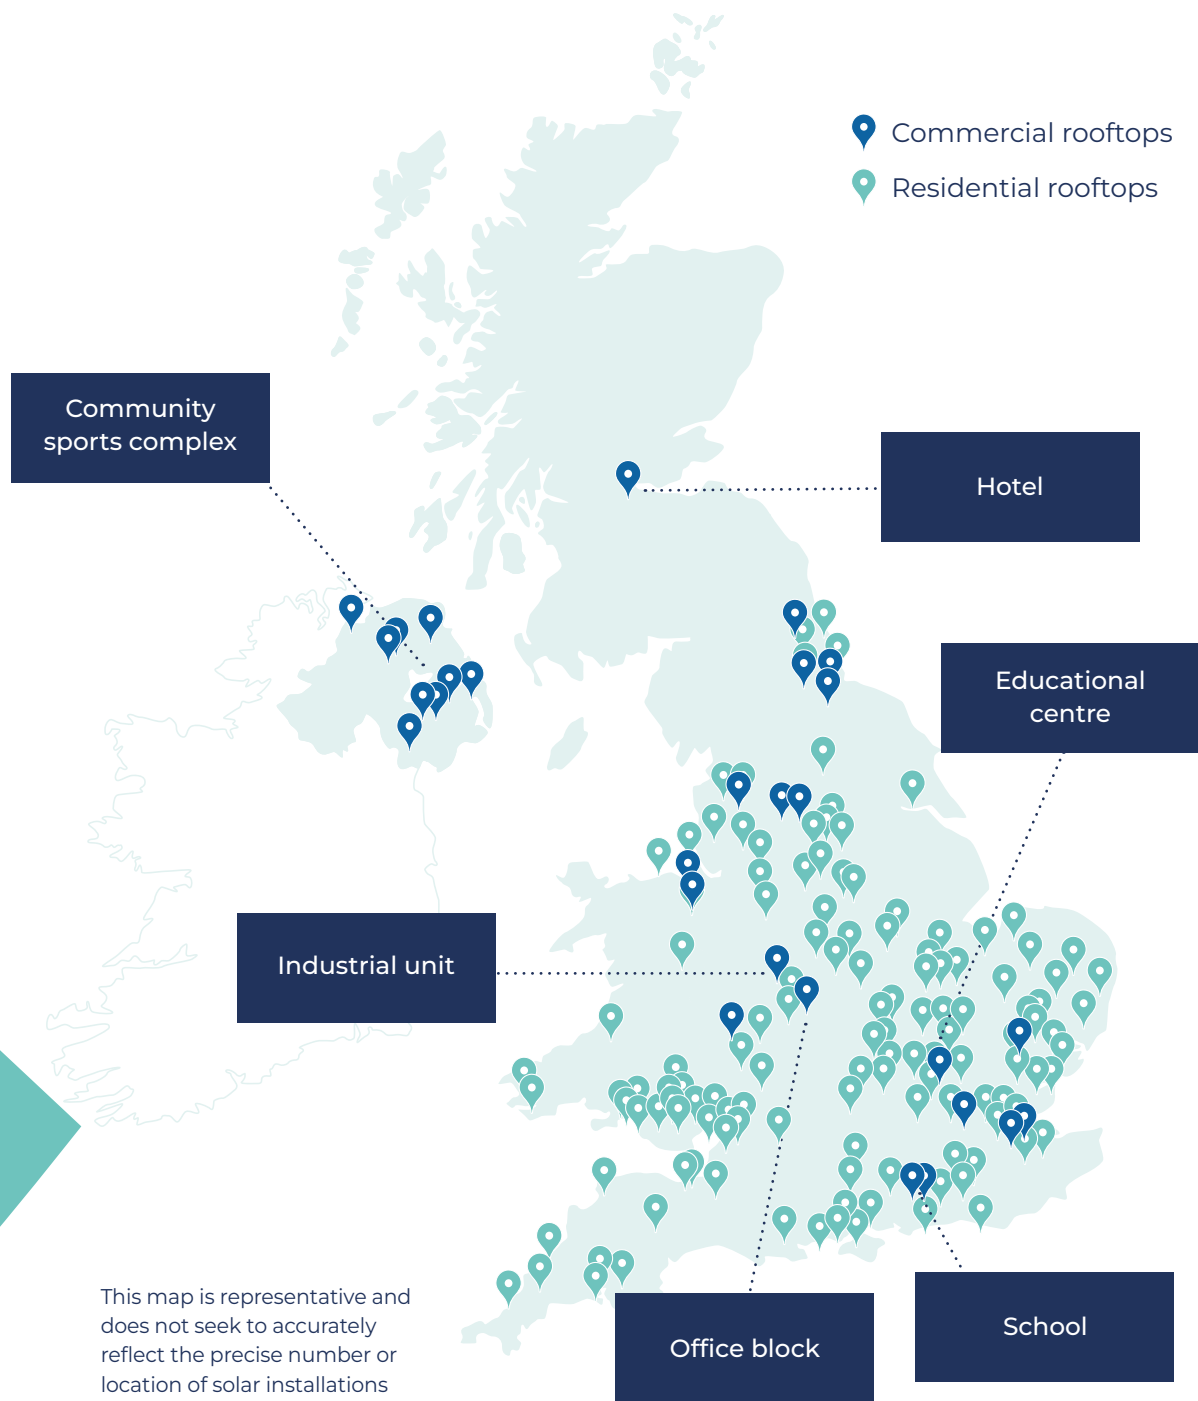 Commercial rooftops
Residential rooftops
Community
sports complex
Hotel
Educational
centre
Industrial unit
Office block
School
This map is representative and
does not seek to accurately
reflect the precise number or
location of solar installations